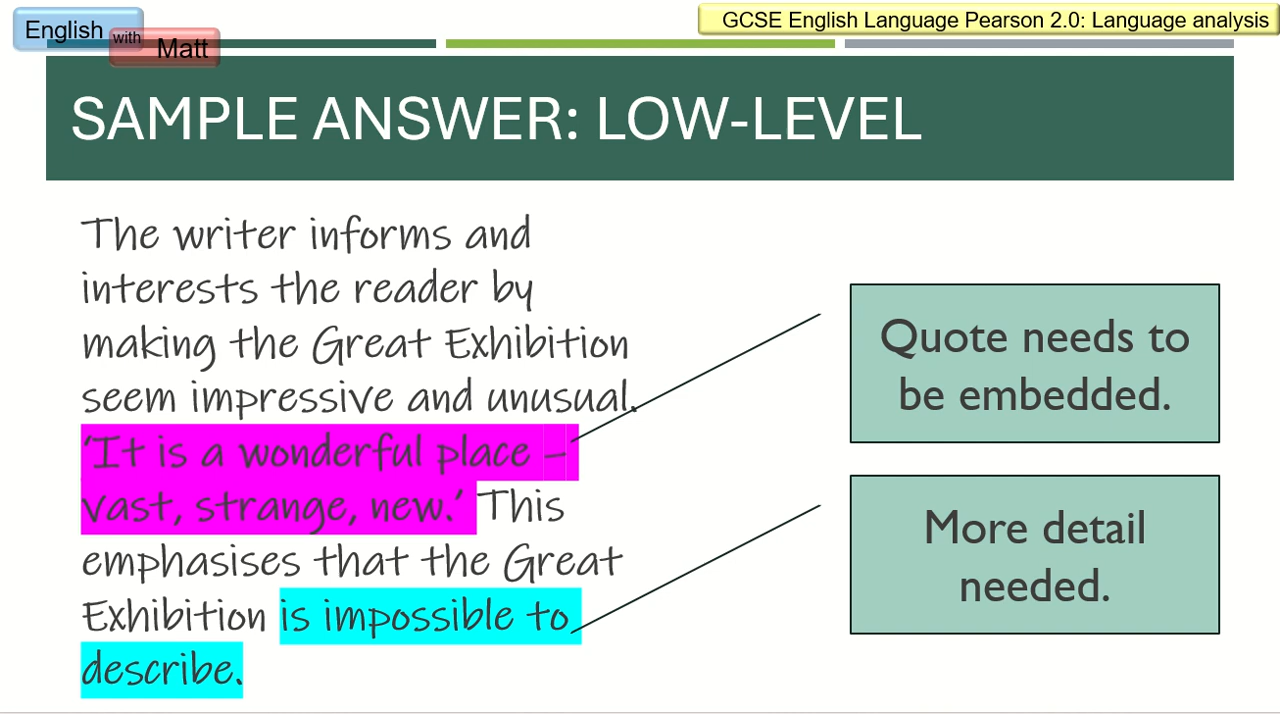 English with Matt
GCSE English Language Pearson 2.0: Language analysis
SAMPLE ANSWER: LOW-LEVEL
The writer informs and
interests the reader by
making the Great Exhibition
seem impressive and unusual.
‘It is a wonderful place –
vast, strange, new.’ This
emphasises that the Great
Exhibition is impossible to
describe.
Quote needs to
be embedded.
More detail
needed.